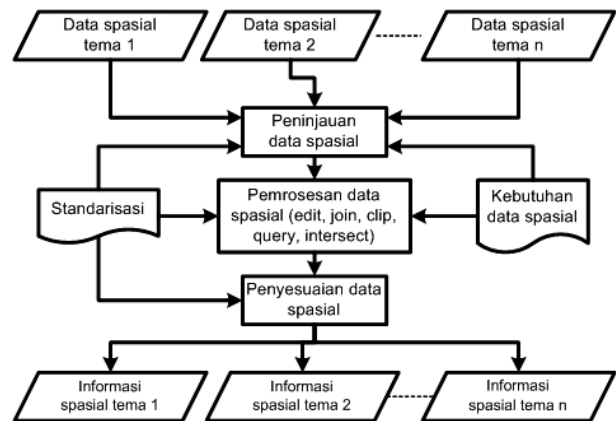 Data spasial
tema 1
Data spasial
tema 2
Data spasial
tema n
Peninjauan
data spasial
Standarisasi
Pemrosesan data
spasial (edit, join, clip,
query, intersect)
Kebutuhan
data spasial
Penyesuaian data
spasial
Informasi
spasial tema 1
Informasi
spasial tema 2
Informasi
spasial tema n